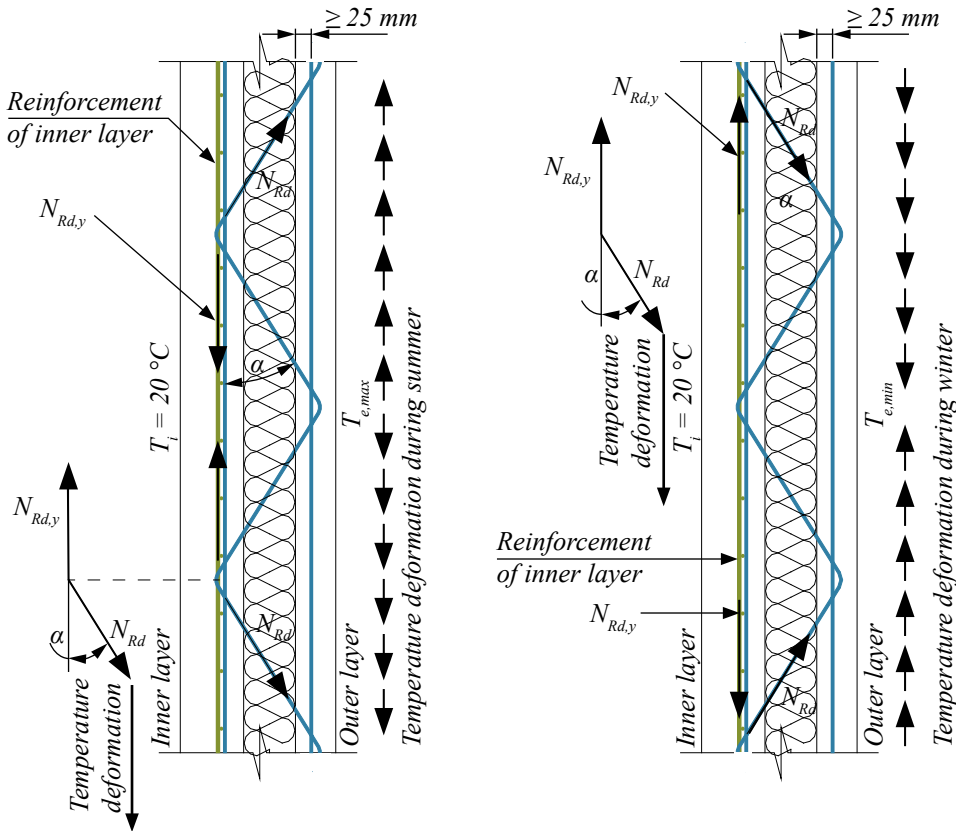 ≥ 25 mm
Reinforcement
of inner layer
N_Rd
N_Rd,y
α
T_i = 20 °C
T_e,max
Temperature deformation during summer
N_Rd,y
α
N_Rd
Temperature
deformation
Inner layer
N_Rd
Outer layer
≥ 25 mm
N_Rd,y
N_Rd
N_Rd,y
α
N_Rd
α
Temperature
deformation
T_i = 20 °C
T_e,min
Temperature deformation during winter
Reinforcement
of inner layer
N_Rd,y
Inner layer
N_Rd
Outer layer